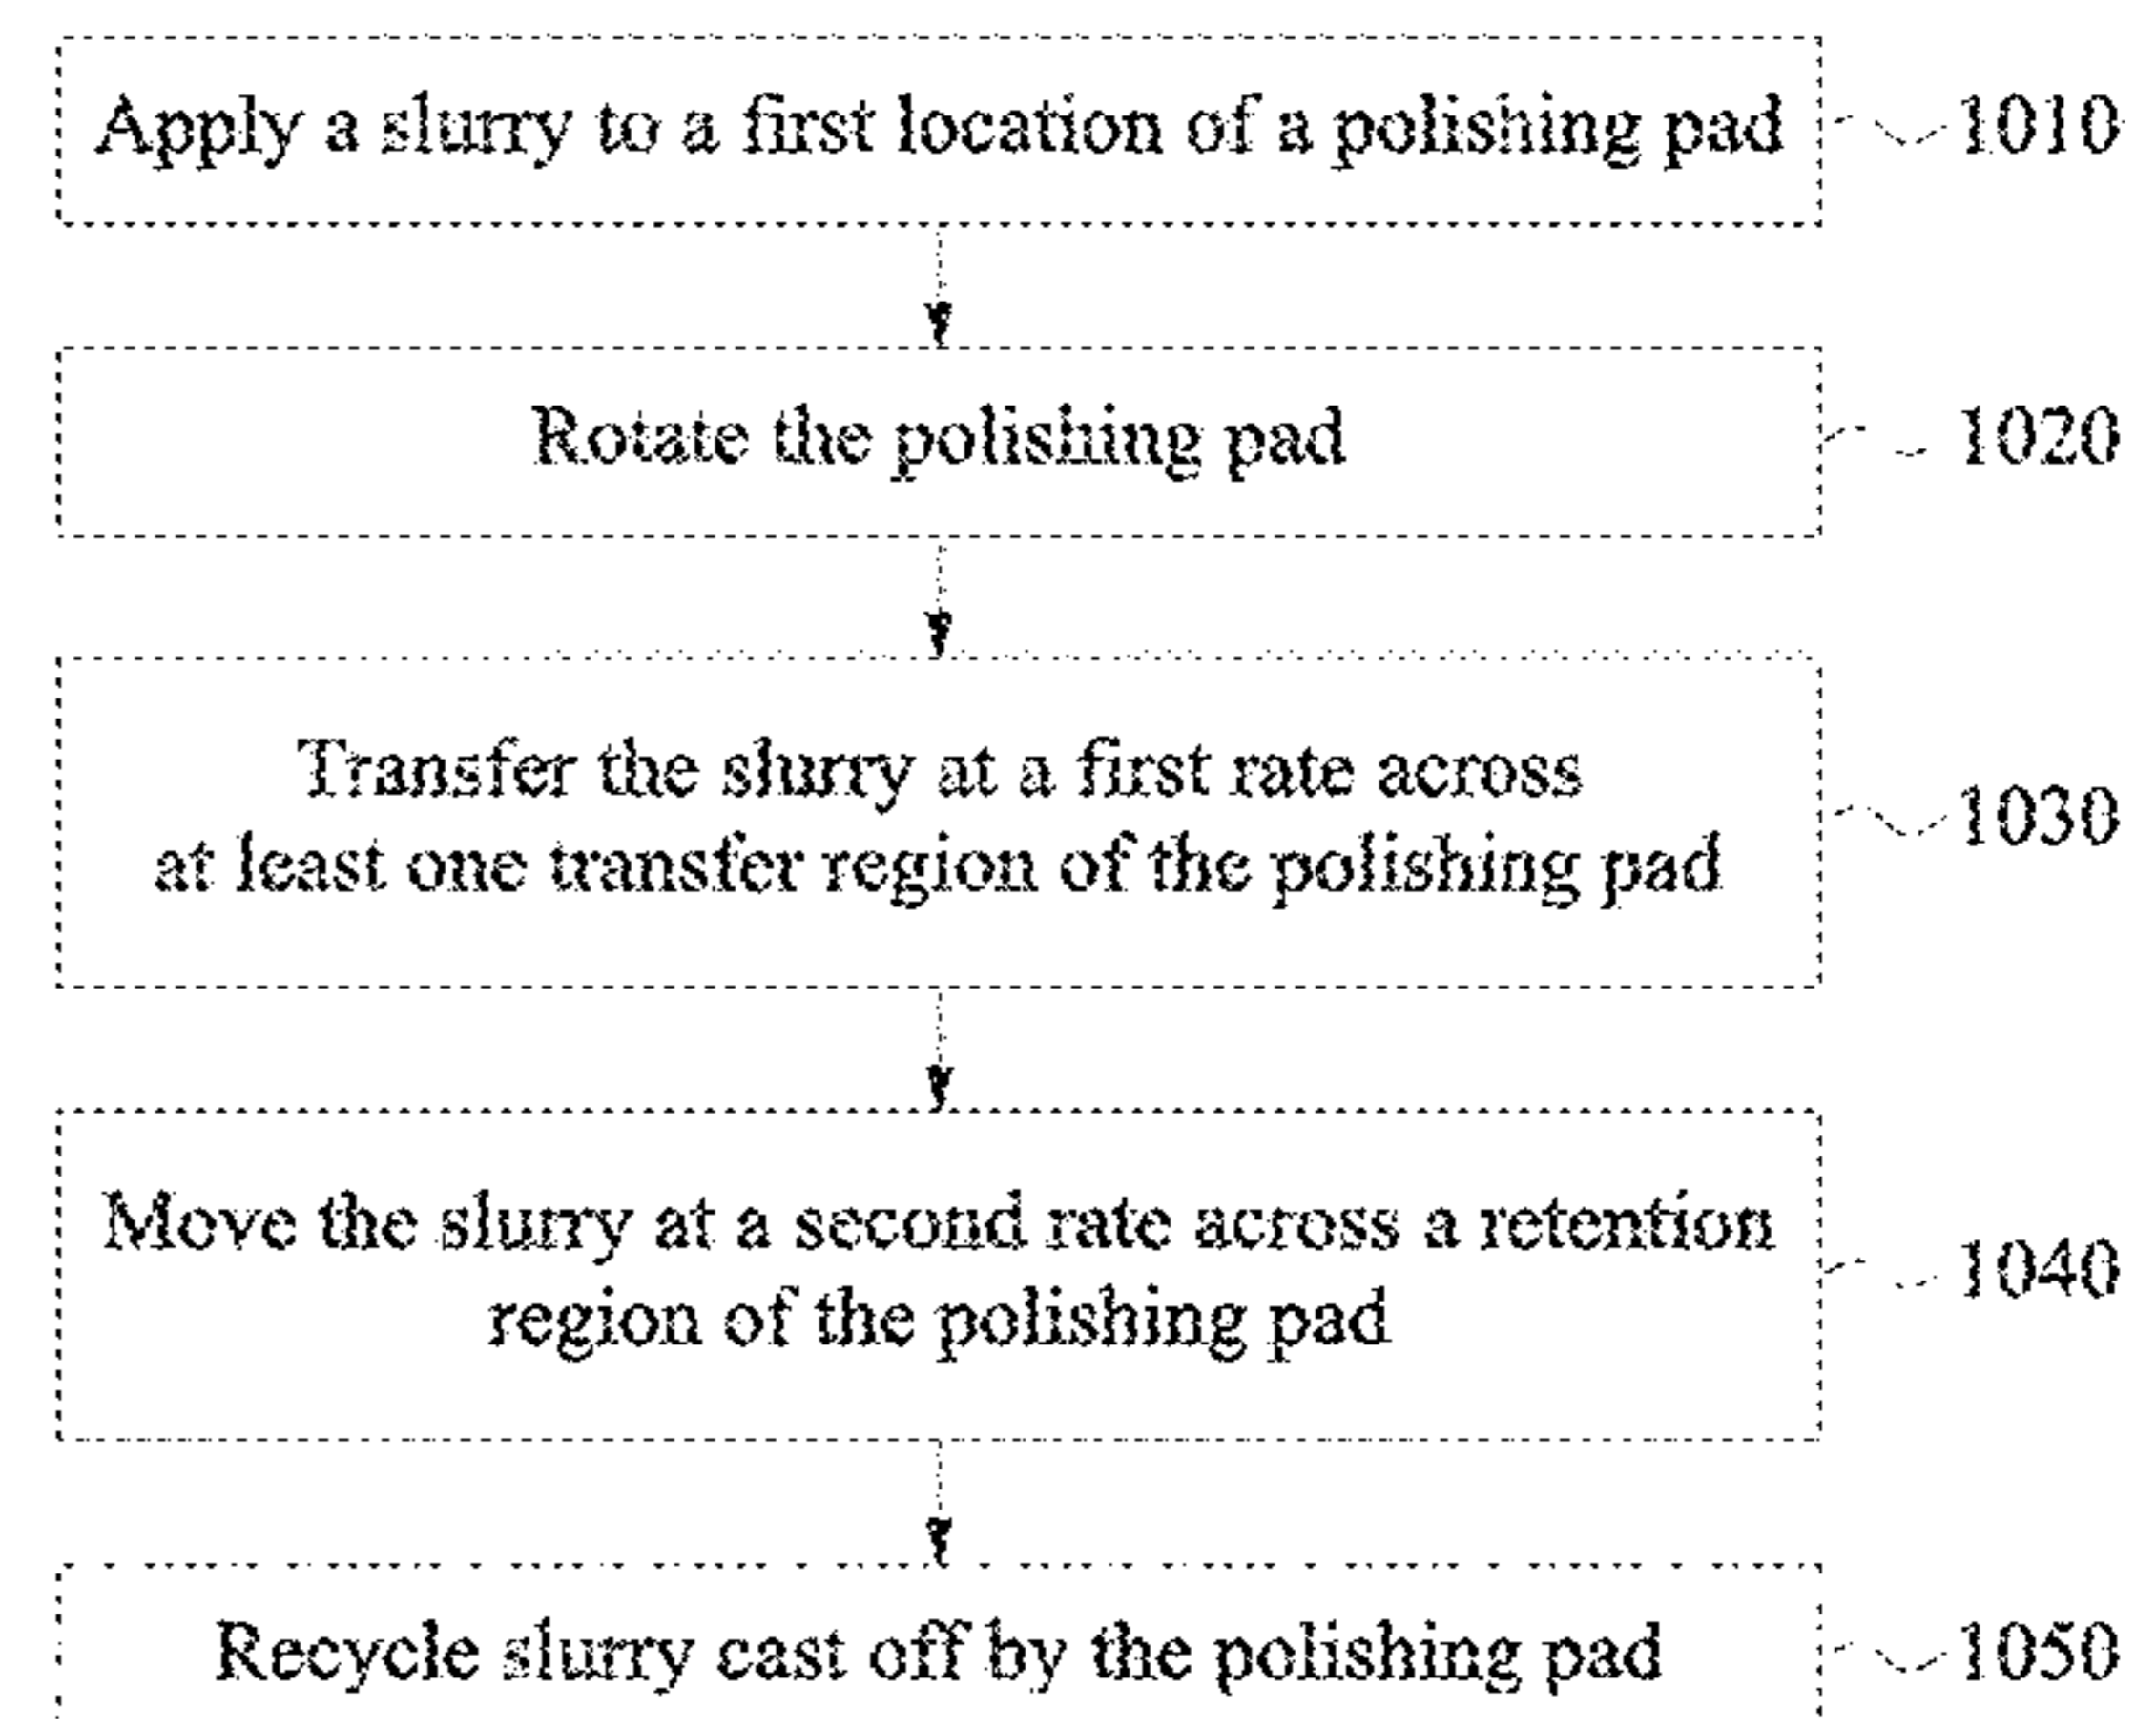 Apply a slurry to a first location of a polishing pad
1010
Rotate the polishing pad
1020
Transfer the slurry at a first rate across
at least one transfer region of the polishing pad
1030
Move the slurry at a second rate across a retention
region of the polishing pad
1040
Recycle slurry cast off by the polishing pad
1050